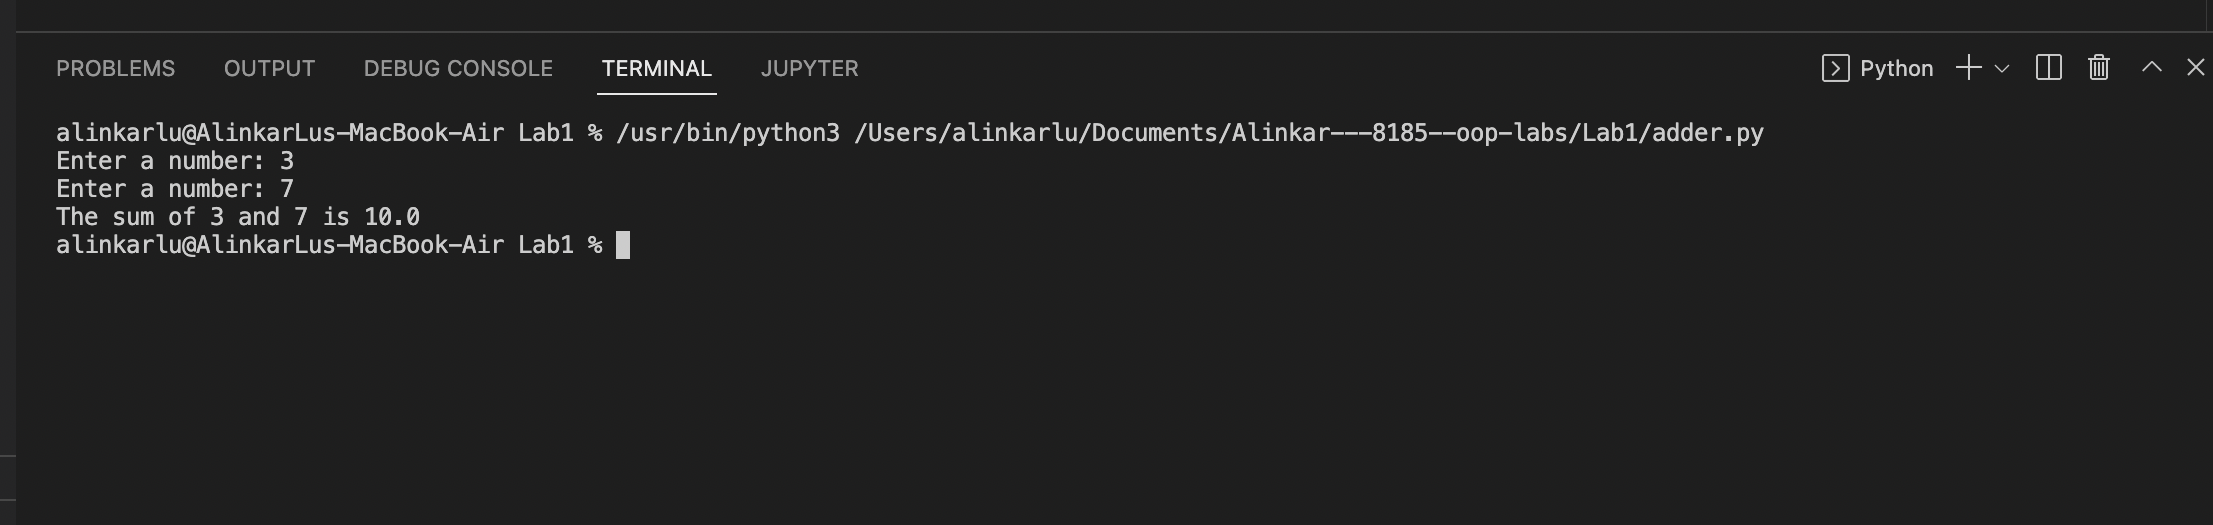 PROBLEMS OUTPUT DEBUG CONSOLE TERMINAL JUPYTER Python
alinkarlu@AlinkarLus-MacBook-Air Lab1 % /usr/bin/python3 /Users/alinkarlu/Documents/Alinkar---8185--oop-labs/Lab1/adder.py
Enter a number: 3
Enter a number: 7
The sum of 3 and 7 is 10.0
alinkarlu@AlinkarLus-MacBook-Air Lab1 %